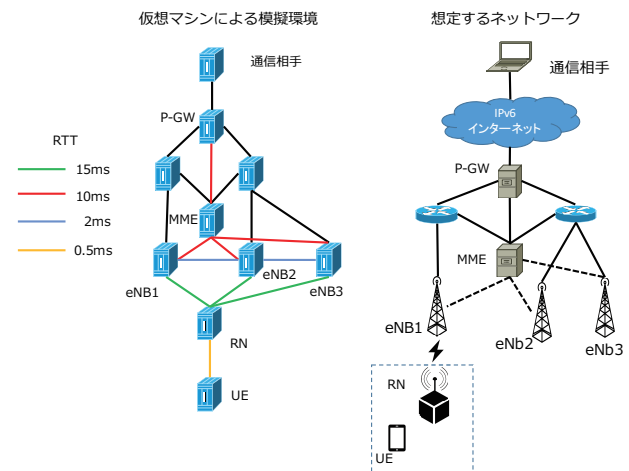 仮想マシンによる模擬環境
通信相手
P-GW
RTT
15ms
10ms
2ms
0.5ms
MME
eNB1
eNB2
eNB3
RN
UE
想定するネットワーク
通信相手
IPv6
インターネット
P-GW
MME
eNB1
eNb2
eNb3
RN
UE